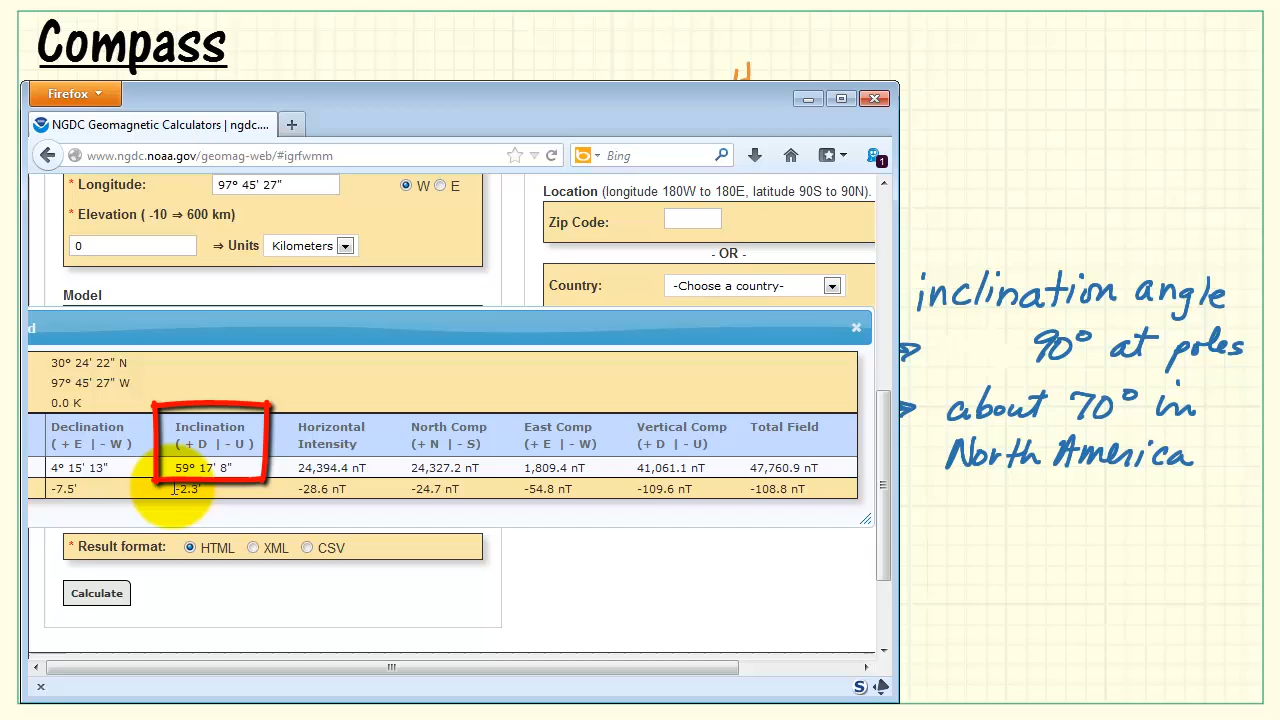 Compass
Firefox
NGDC Geomagnetic Calculators | ngdc....
www.ngdc.noaa.gov/geomag-web/#igrfwmm
Bing
1
* Longitude: 97° 45' 27" W E
* Elevation ( -10 ⇒ 600 km)
0 ⇒ Units Kilometers
Model
Location (longitude 180W to 180E, latitude 90S to 90N).
Zip Code:
- OR -
Country: -Choose a country-
d
×
30° 24' 22" N
97° 45' 27" W
0.0 K
Declination Inclination Horizontal North Comp East Comp Vertical Comp Total Field
( + E | - W ) ( + D | - U ) Intensity (+ N | - S) (+ E | - W) (+ D | - U)
4° 15' 13" 59° 17' 8" 24,394.4 nT 24,327.2 nT 1,809.4 nT 41,061.1 nT 47,760.9 nT
-7.5' -2.3' -28.6 nT -24.7 nT -54.8 nT -109.6 nT -108.8 nT
* Result format: HTML XML CSV
Calculate
x
S
inclination angle
90° at poles
about 70° in
North America